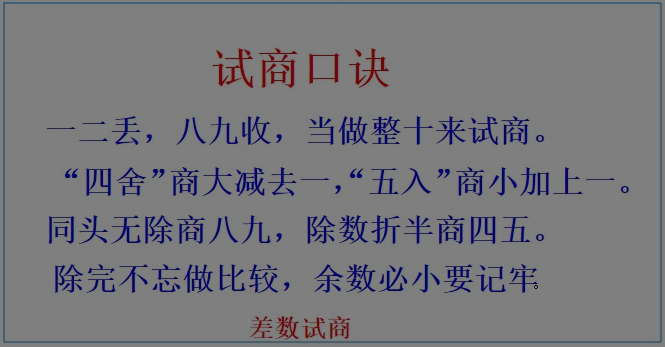 试商口诀
一二丢，八九收，当做整十来试商。
“四舍”商大减去一，“五入”商小加上一。
同头无除商八九，除数折半商四五。
除完不忘做比较，余数必小要记牢。
差数试商